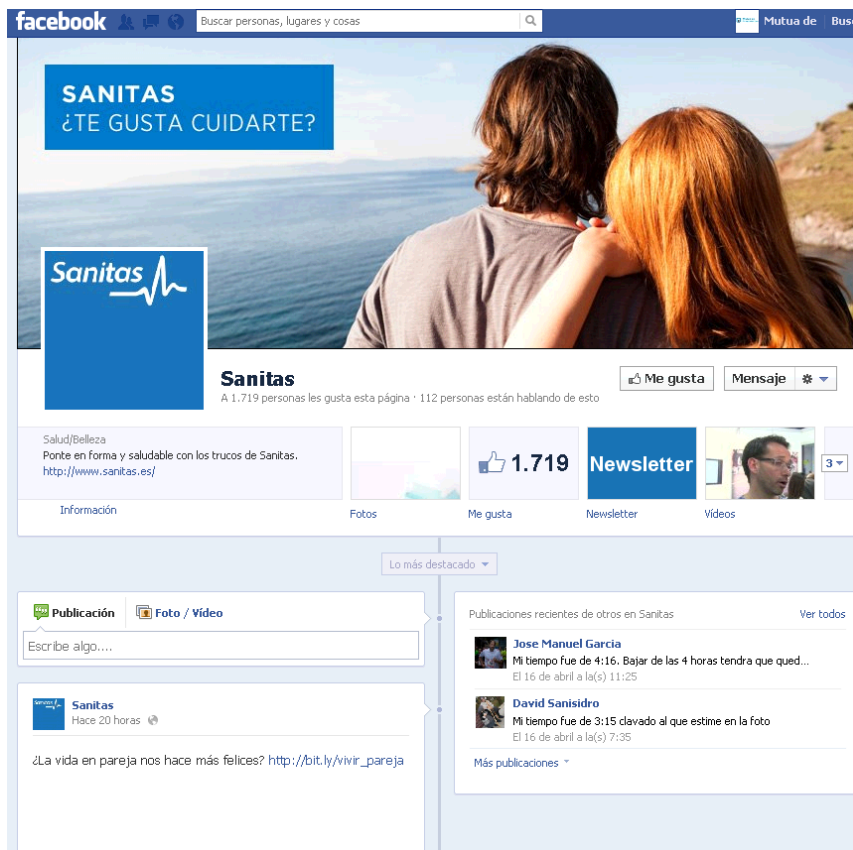 facebook
Buscar personas, lugares y cosas
Mutua de
Bus
SANITAS
¿TE GUSTA CUIDARTE?
Sanitas
Sanitas
A 1.719 personas les gusta esta página · 112 personas están hablando de esto
Me gusta
Mensaje
Salud/Belleza
Ponte en forma y saludable con los trucos de Sanitas.
http://www.sanitas.es/
Información
Fotos
1.719
Me gusta
Newsletter
Newsletter
Vídeos
3
Lo más destacado
Publicación
Foto / Vídeo
Escribe algo....
Sanitas
Hace 20 horas
¿La vida en pareja nos hace más felices? http://bit.ly/vivir_pareja
Publicaciones recientes de otros en Sanitas
Ver todos
Jose Manuel Garcia
Mi tiempo fue de 4:16. Bajar de las 4 horas tendra que qued...
El 16 de abril a la(s) 11:25
David Sanisidro
Mi tiempo fue de 3:15 clavado al que estime en la foto
El 16 de abril a la(s) 7:35
Más publicaciones